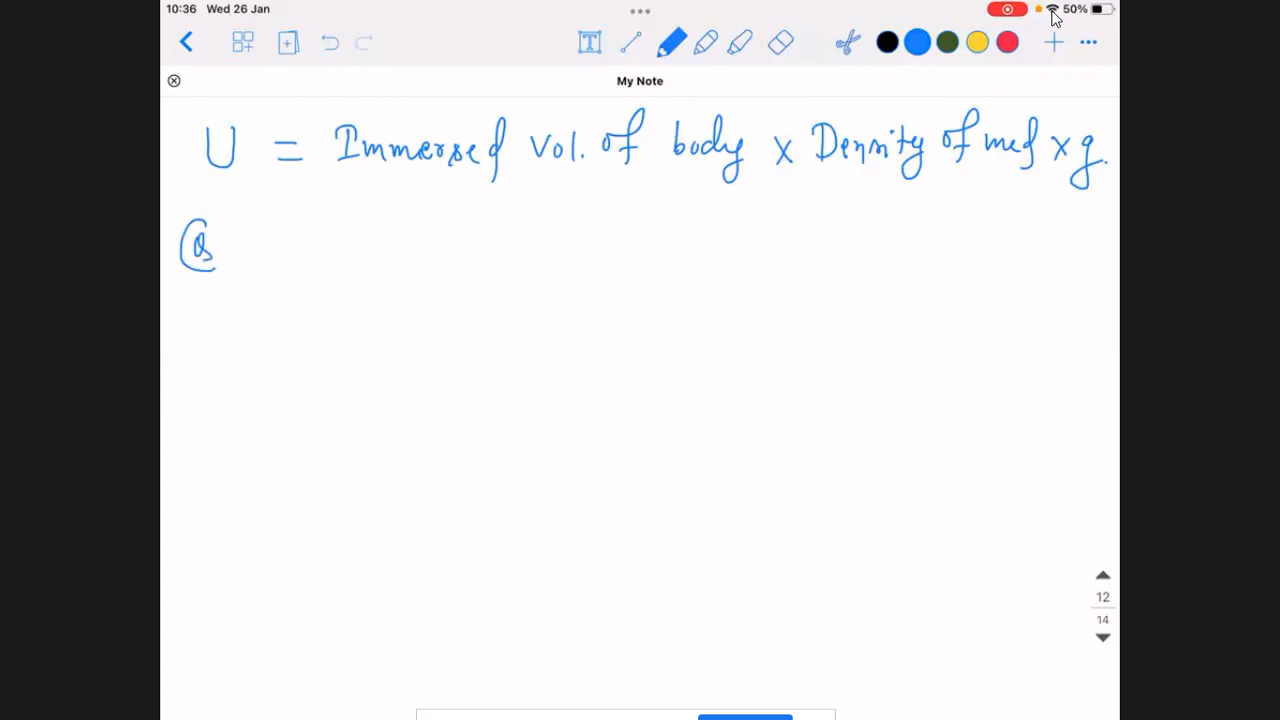 10:36 Wed 26 Jan 50%
My Note
U = Immersed Vol. of body x Density of med x g.
Q
12
14